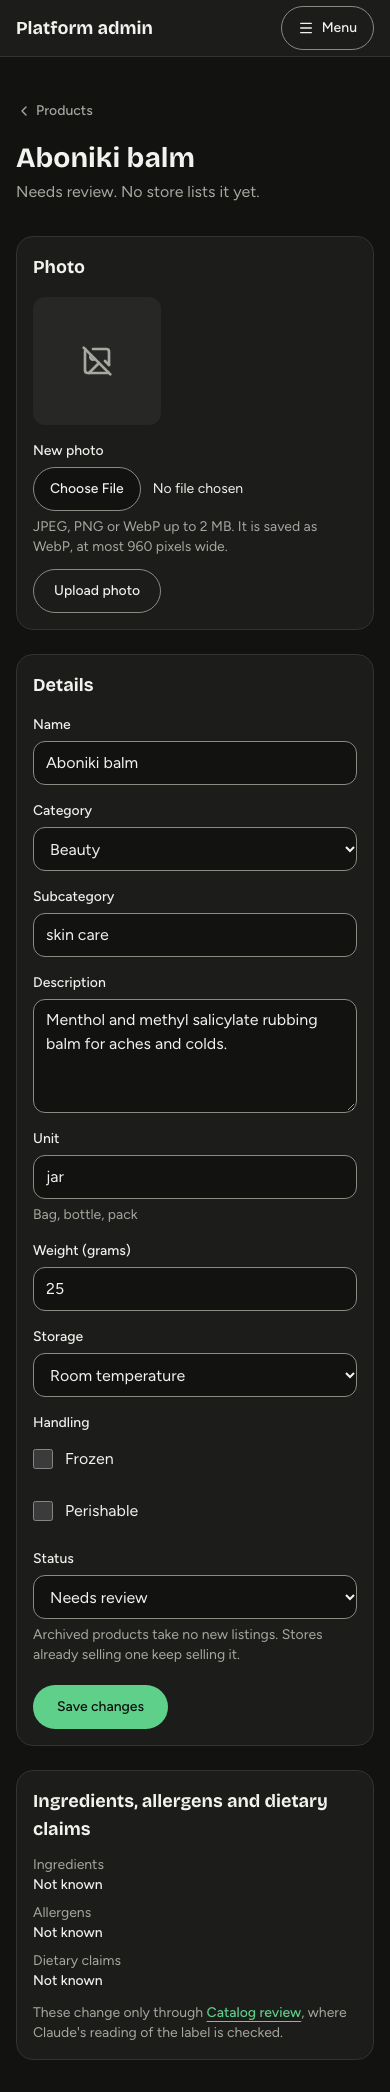 Platform admin
Menu
Products
Aboniki balm
Needs review. No store lists it yet.
Photo
New photo
Choose File No file chosen
JPEG, PNG or WebP up to 2 MB. It is saved as
WebP, at most 960 pixels wide.
Upload photo
Details
Name
Aboniki balm
Category
Beauty
Subcategory
skin care
Description
Menthol and methyl salicylate rubbing
balm for aches and colds.
Unit
jar
Bag, bottle, pack
Weight (grams)
25
Storage
Room temperature
Handling
Frozen
Perishable
Status
Needs review
Archived products take no new listings. Stores
already selling one keep selling it.
Save changes
Ingredients, allergens and dietary
claims
Ingredients
Not known
Allergens
Not known
Dietary claims
Not known
These change only through Catalog review, where
Claude's reading of the label is checked.